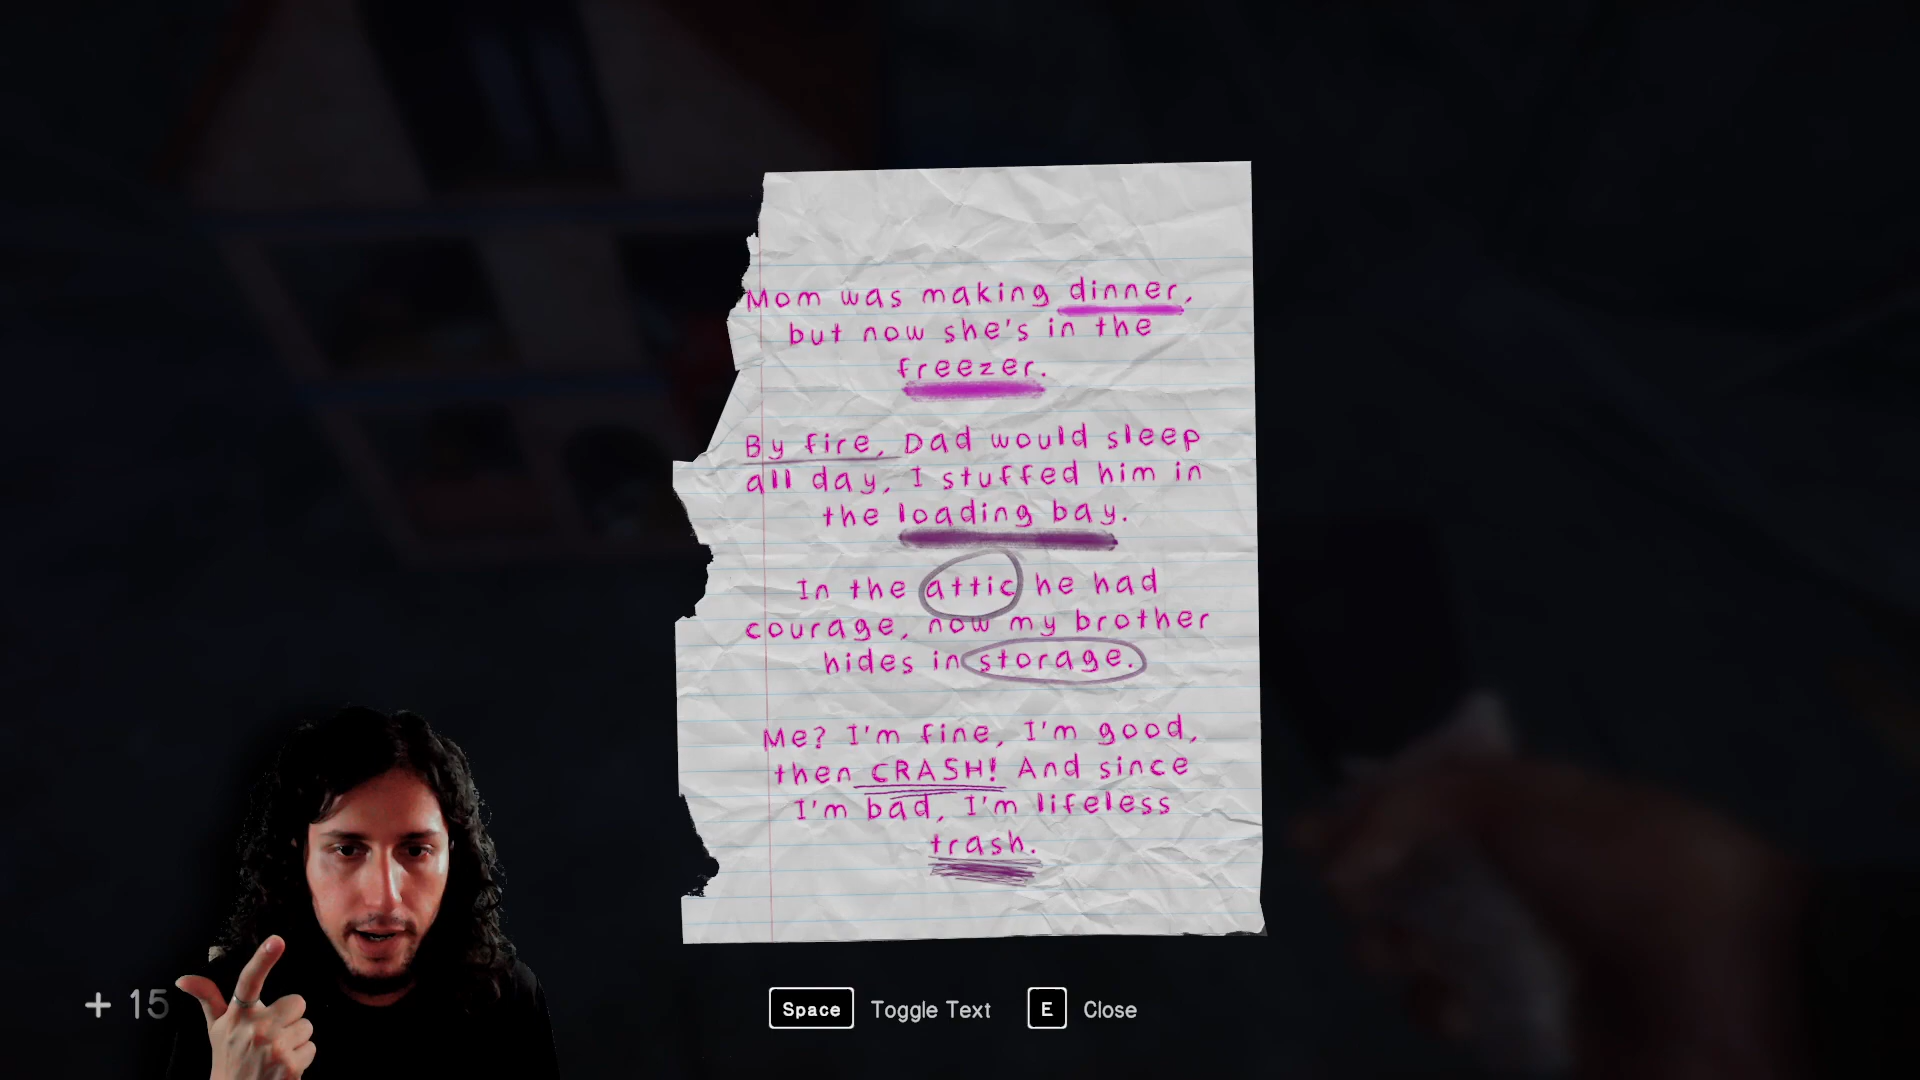 Mom was making dinner,
but now she's in the
freezer.
By fire, Dad would sleep
all day, I stuffed him in
the loading bay.
In the attic he had
courage, now my brother
hides in storage.
Me? I'm fine, I'm good,
then CRASH! And since
I'm bad, I'm lifeless
trash.
+ 15
Space Toggle Text E Close